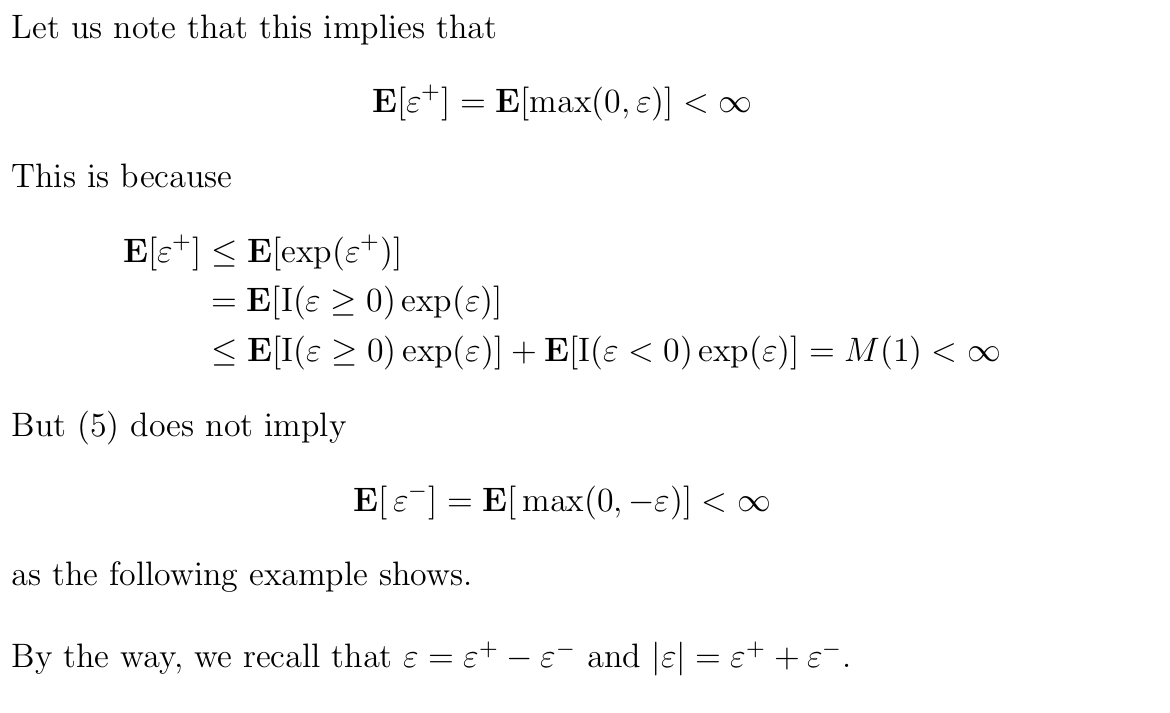 Let us note that this implies that
E[ε⁺] = E[max(0, ε)] < ∞
This is because
E[ε⁺] ≤ E[exp(ε⁺)]
= E[I(ε ≥ 0) exp(ε)]
≤ E[I(ε ≥ 0) exp(ε)] + E[I(ε < 0) exp(ε)] = M(1) < ∞
But (5) does not imply
E[ ε⁻] = E[ max(0, −ε)] < ∞
as the following example shows.
By the way, we recall that ε = ε⁺ − ε⁻ and |ε| = ε⁺ + ε⁻.